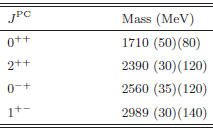 J^PC Mass (MeV)
0^++ 1710 (50)(80)
2^++ 2390 (30)(120)
0^−+ 2560 (35)(120)
1^+− 2989 (30)(140)